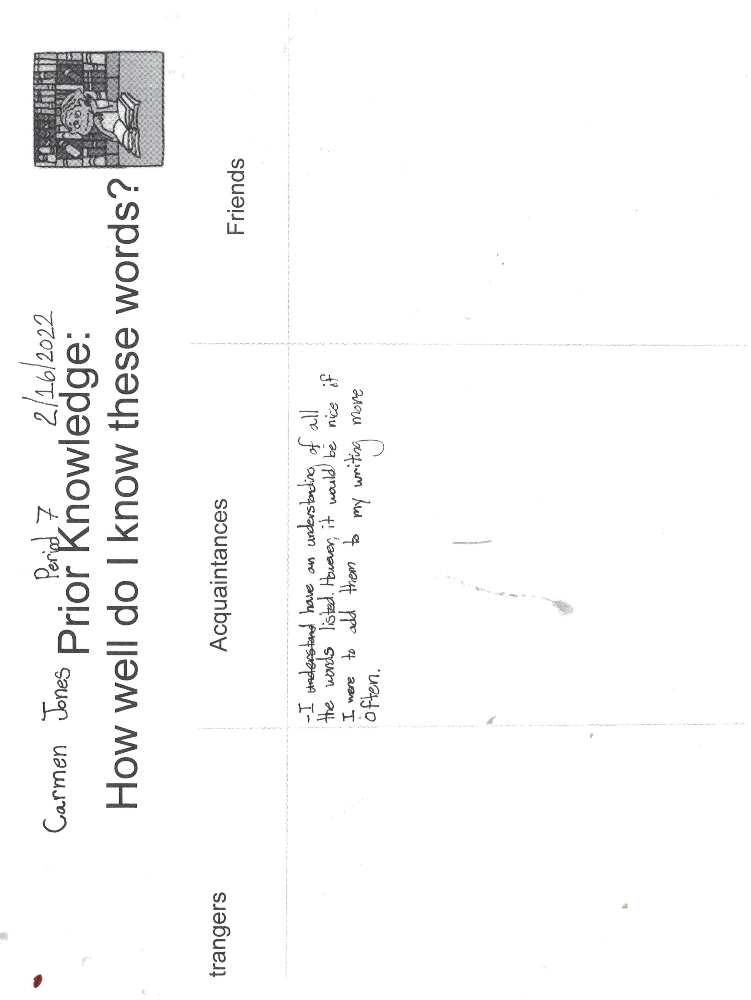 Carmen Jones Period 7 2/16/2022
Prior Knowledge:
How well do I know these words?
trangers Acquaintances Friends
-I understand have an understanding of all
the words listed. However, it would be nice if
I were to add them to my writing more
often.